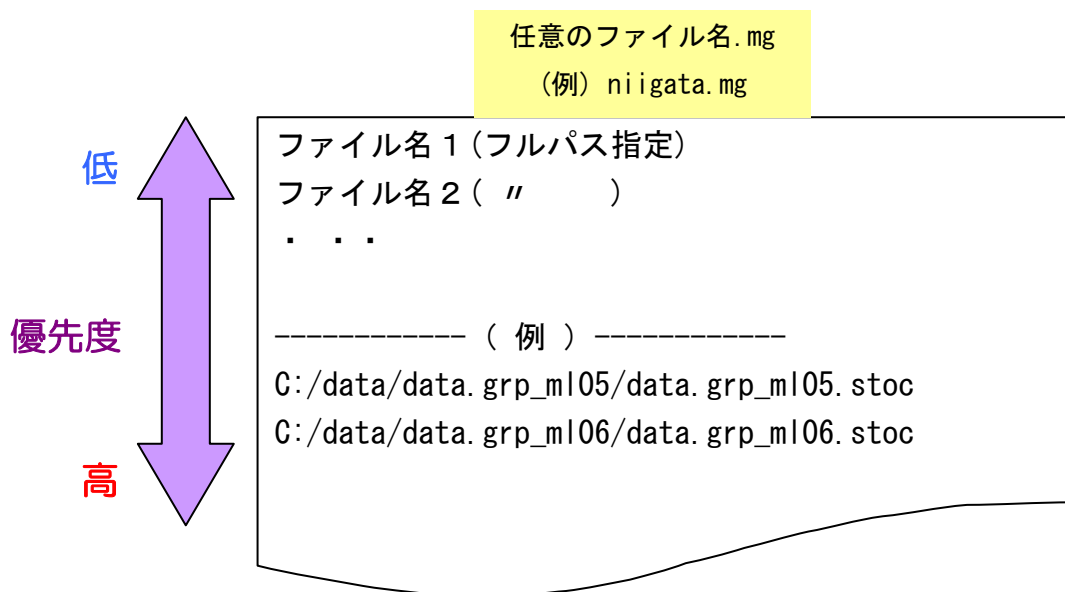 任意のファイル名.mg
(例) niigata.mg
低
優先度
高
ファイル名１(フルパス指定)
ファイル名２( 〃　　)
・ ・・
------------ ( 例 ) ------------
C:/data/data.grp_ml05/data.grp_ml05.stoc
C:/data/data.grp_ml06/data.grp_ml06.stoc